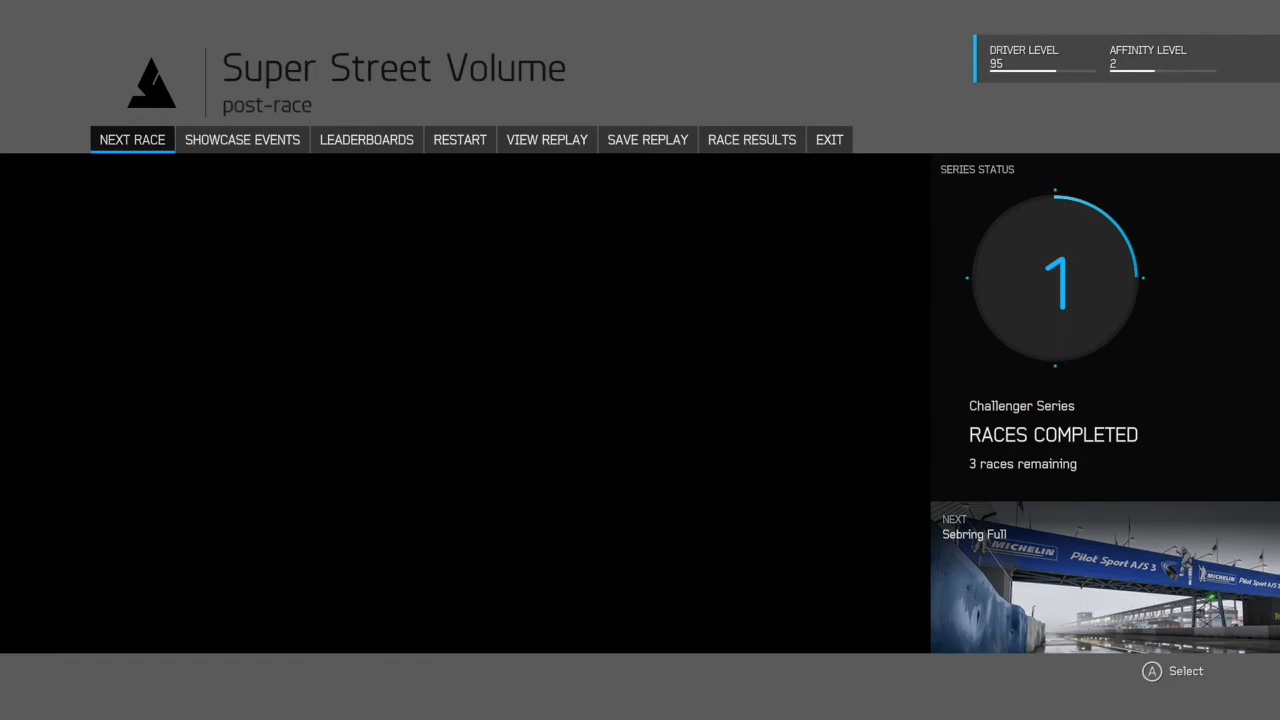 Super Street Volume
post-race
DRIVER LEVEL
95
AFFINITY LEVEL
2
NEXT RACE
SHOWCASE EVENTS
LEADERBOARDS
RESTART
VIEW REPLAY
SAVE REPLAY
RACE RESULTS
EXIT
SERIES STATUS
1
Challenger Series
RACES COMPLETED
3 races remaining
NEXT
Sebring Full
MICHELIN
Pilot Sport A/S 3
MICHELIN
Pilot Sport A/S 3
A Select